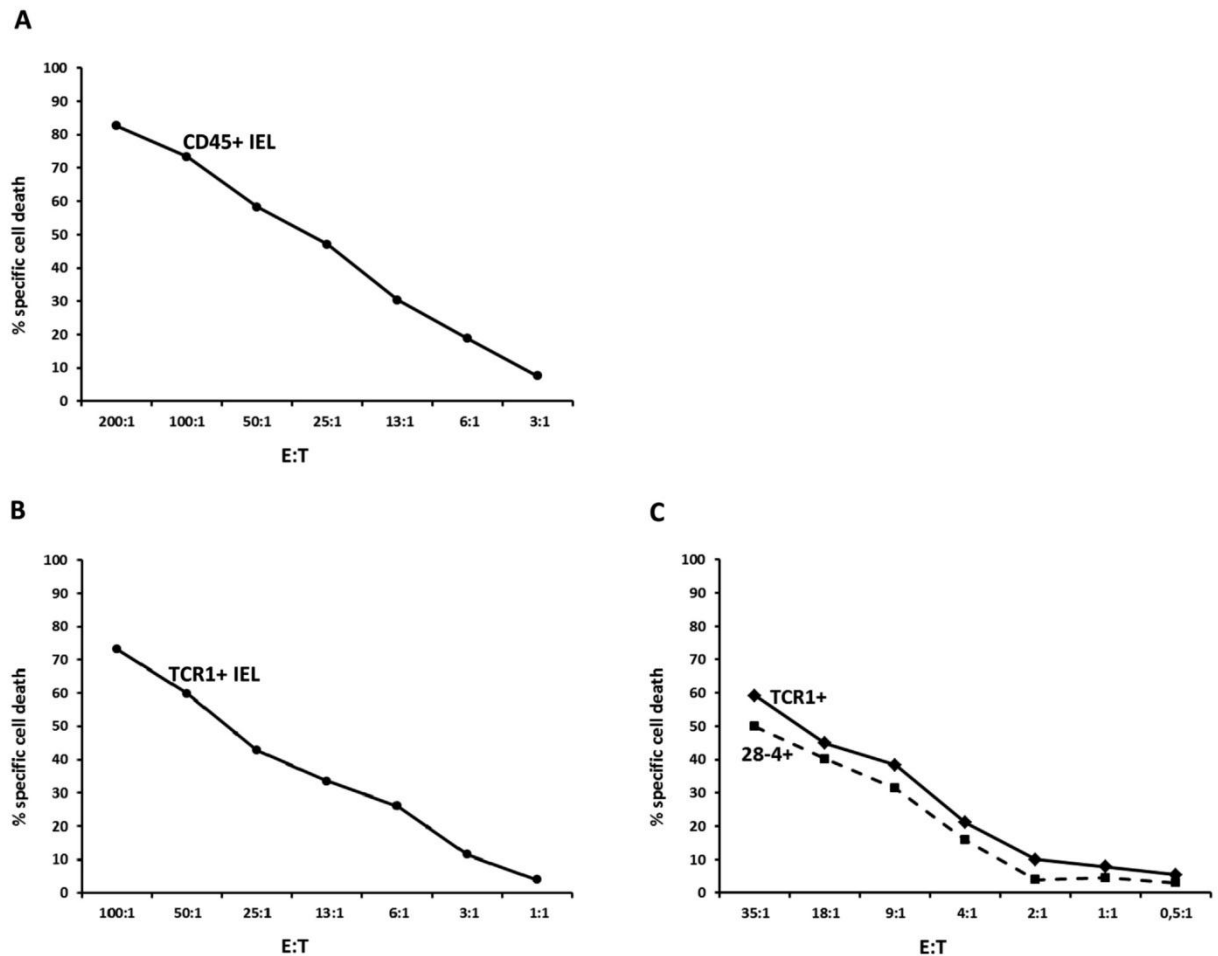 A
100
90
80
70
60
50
40
30
20
10
0
% specific cell death
CD45+ IEL
200:1 100:1 50:1 25:1 13:1 6:1 3:1
E:T
B
100
90
80
70
60
50
40
30
20
10
0
% specific cell death
TCR1+ IEL
100:1 50:1 25:1 13:1 6:1 3:1 1:1
E:T
C
100
90
80
70
60
50
40
30
20
10
0
% specific cell death
TCR1+
28-4+
35:1 18:1 9:1 4:1 2:1 1:1 0,5:1
E:T